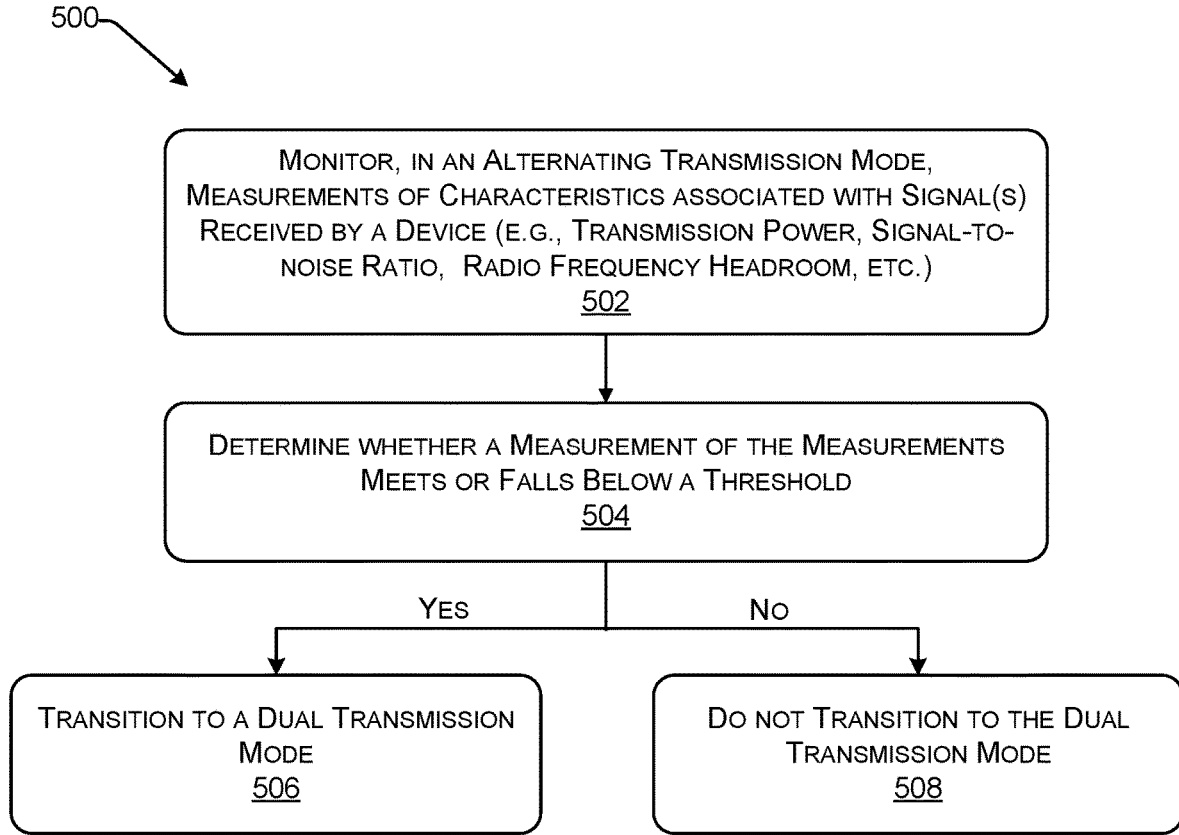 500
Monitor, in an Alternating Transmission Mode,
Measurements of Characteristics associated with Signal(s)
Received by a Device (e.g., Transmission Power, Signal-to-
noise Ratio, Radio Frequency Headroom, etc.)
502
Determine whether a Measurement of the Measurements
Meets or Falls Below a Threshold
504
Yes
No
Transition to a Dual Transmission
Mode
506
Do not Transition to the Dual
Transmission Mode
508